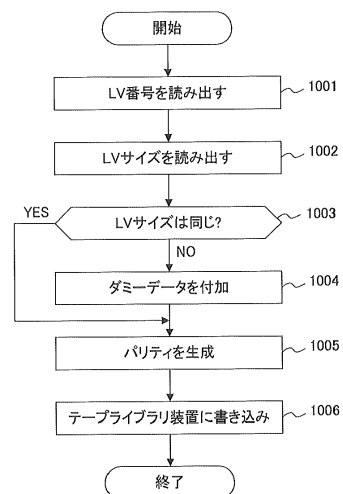 開始
LV番号を読み出す
1001
LVサイズを読み出す
1002
YES
LVサイズは同じ?
1003
NO
ダミーデータを付加
1004
パリティを生成
1005
テープライブラリ装置に書き込み
1006
終了